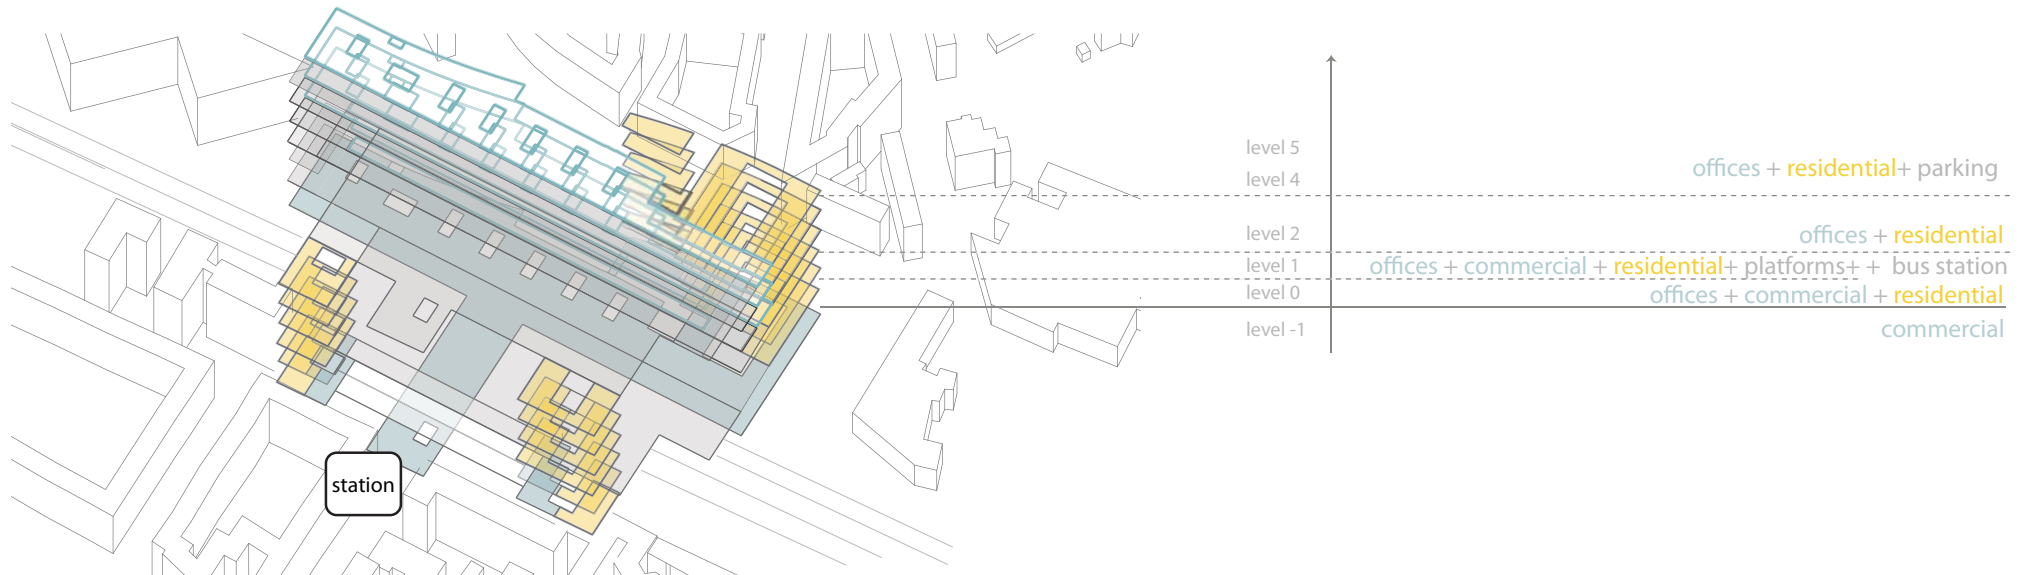 level 5
offices + residential+ parking
level 4
level 2
offices + residential
level 1
offices + commercial + residential+ platforms+ + bus station
level 0
offices + commercial + residential
level -1
commercial
station